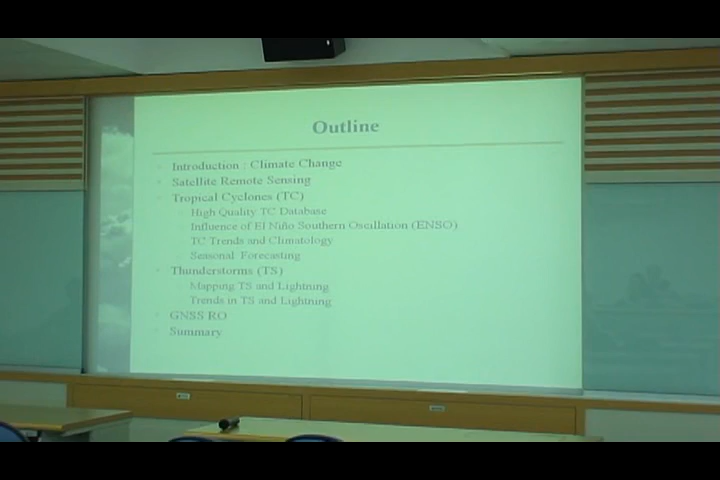 Outline
Introduction : Climate Change
Satellite Remote Sensing
Tropical Cyclones (TC)
High Quality TC Database
Influence of El Niño Southern Oscillation (ENSO)
TC Trends and Climatology
Seasonal Forecasting
Thunderstorms (TS)
Mapping TS and Lightning
Trends in TS and Lightning
GNSS RO
Summary